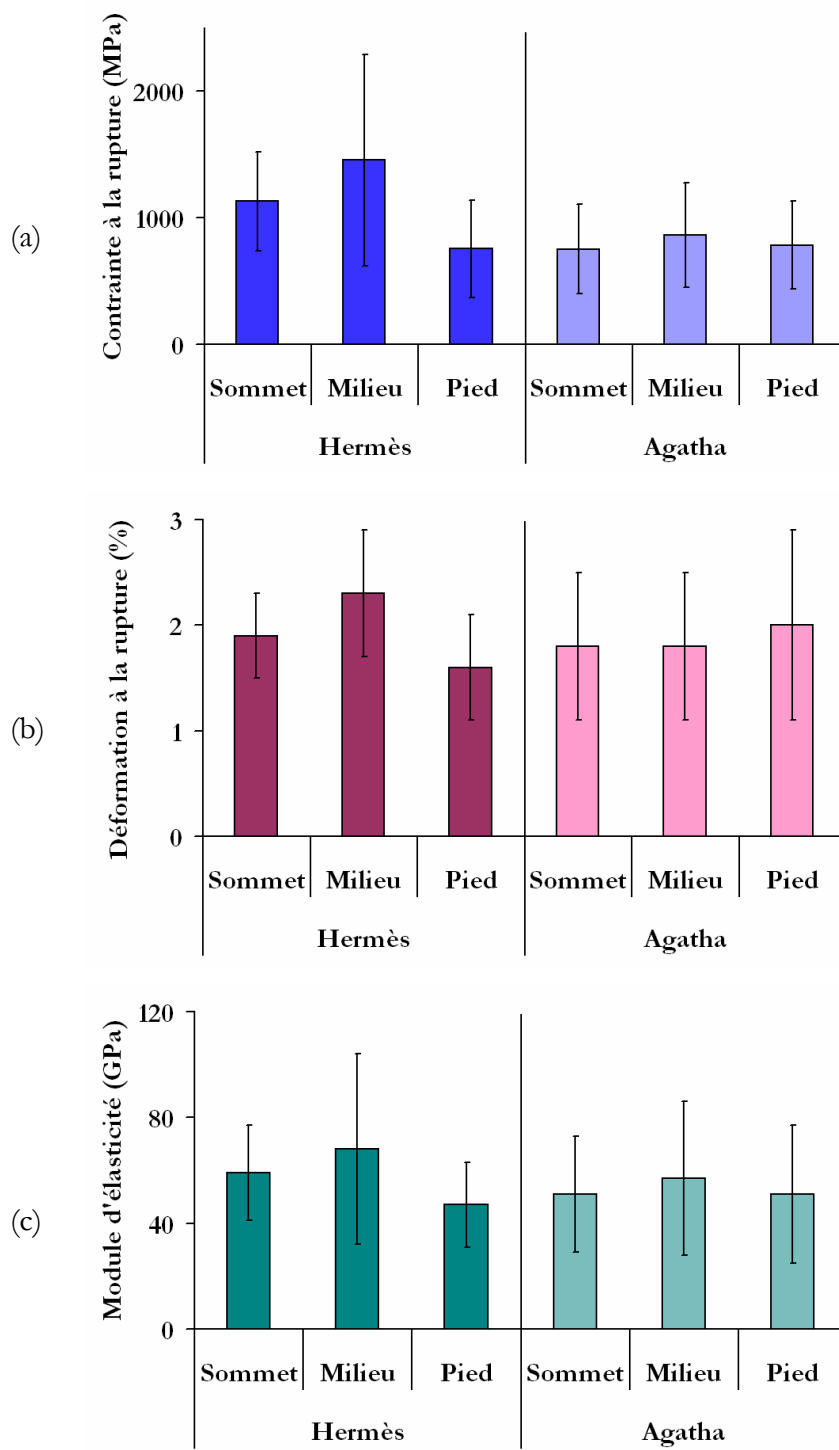 (a)
Contrainte à la rupture (MPa)
2000
1000
0
Sommet Milieu Pied Sommet Milieu Pied
Hermès Agatha
(b)
Déformation à la rupture (%)
3
2
1
0
Sommet Milieu Pied Sommet Milieu Pied
Hermès Agatha
(c)
Module d'élasticité (GPa)
120
80
40
0
Sommet Milieu Pied Sommet Milieu Pied
Hermès Agatha